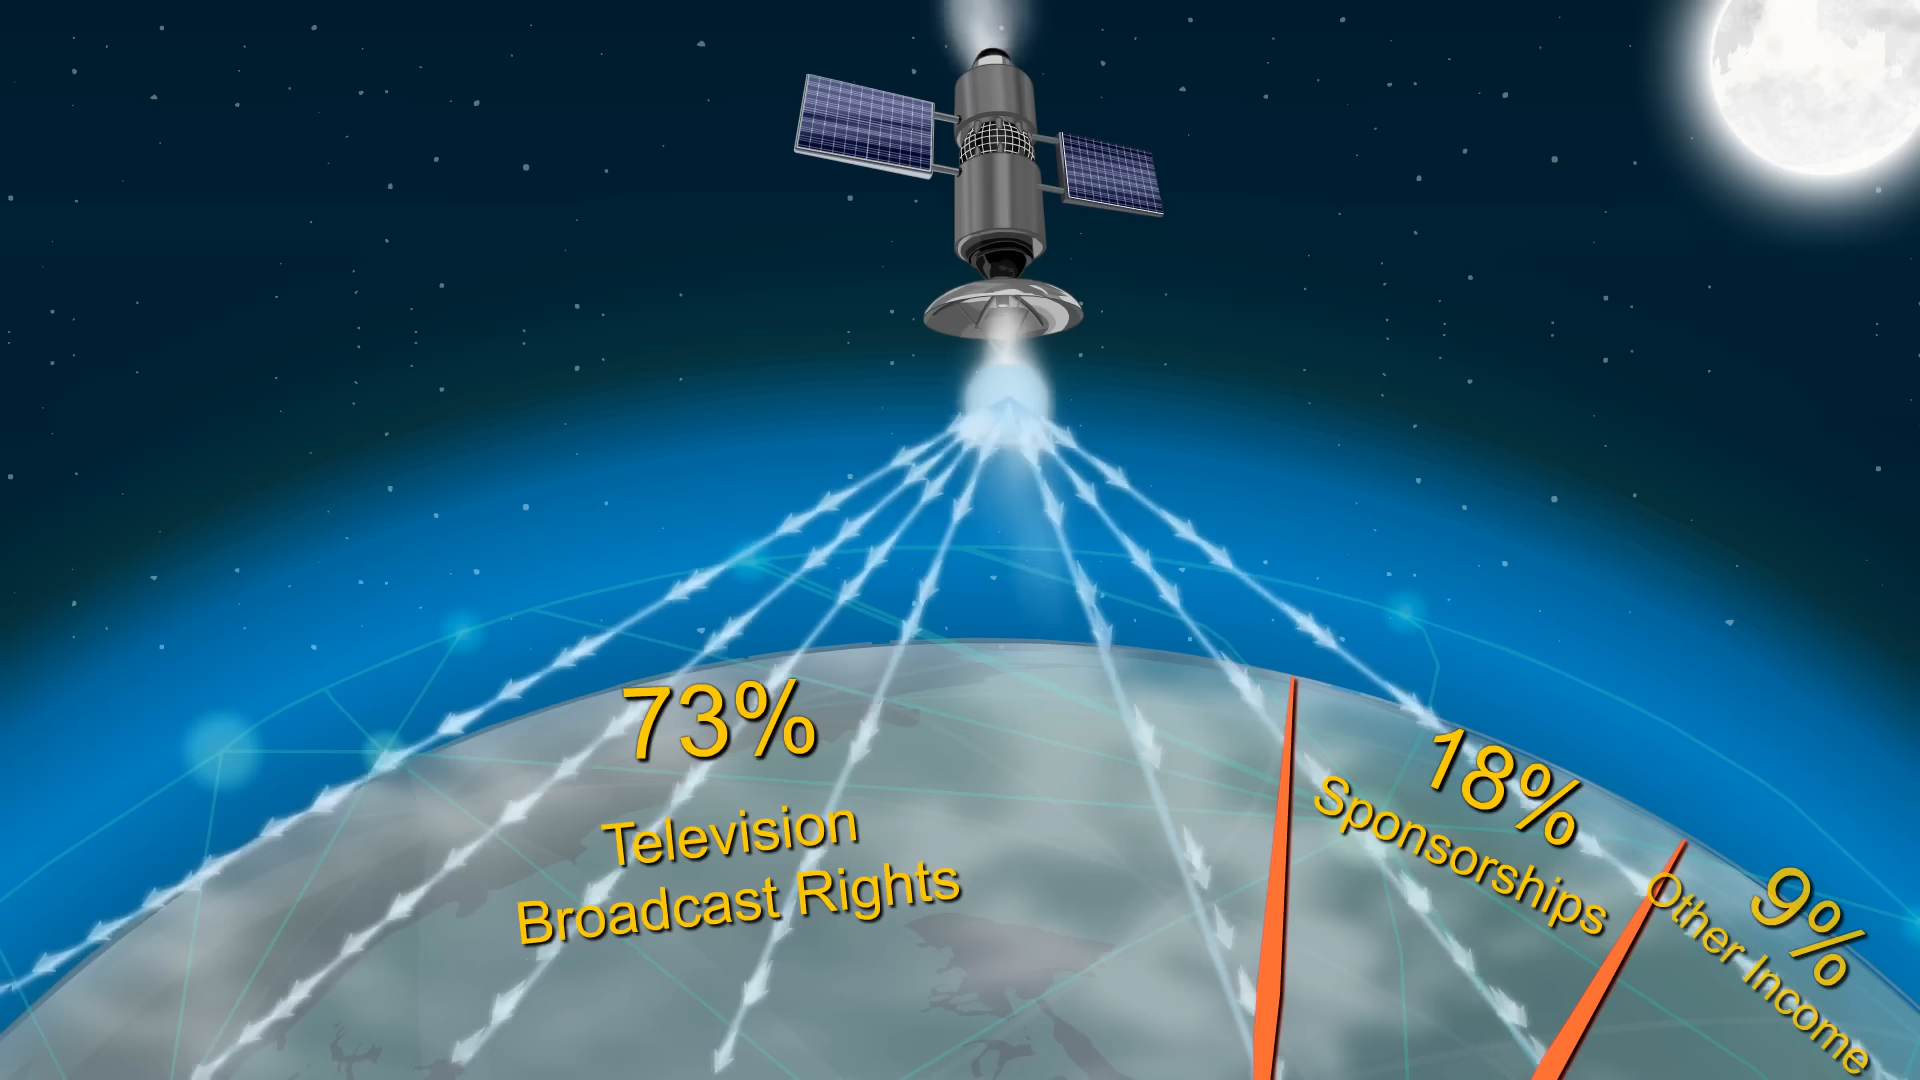 73%
Television
Broadcast Rights
18%
Sponsorships
9%
Other Income